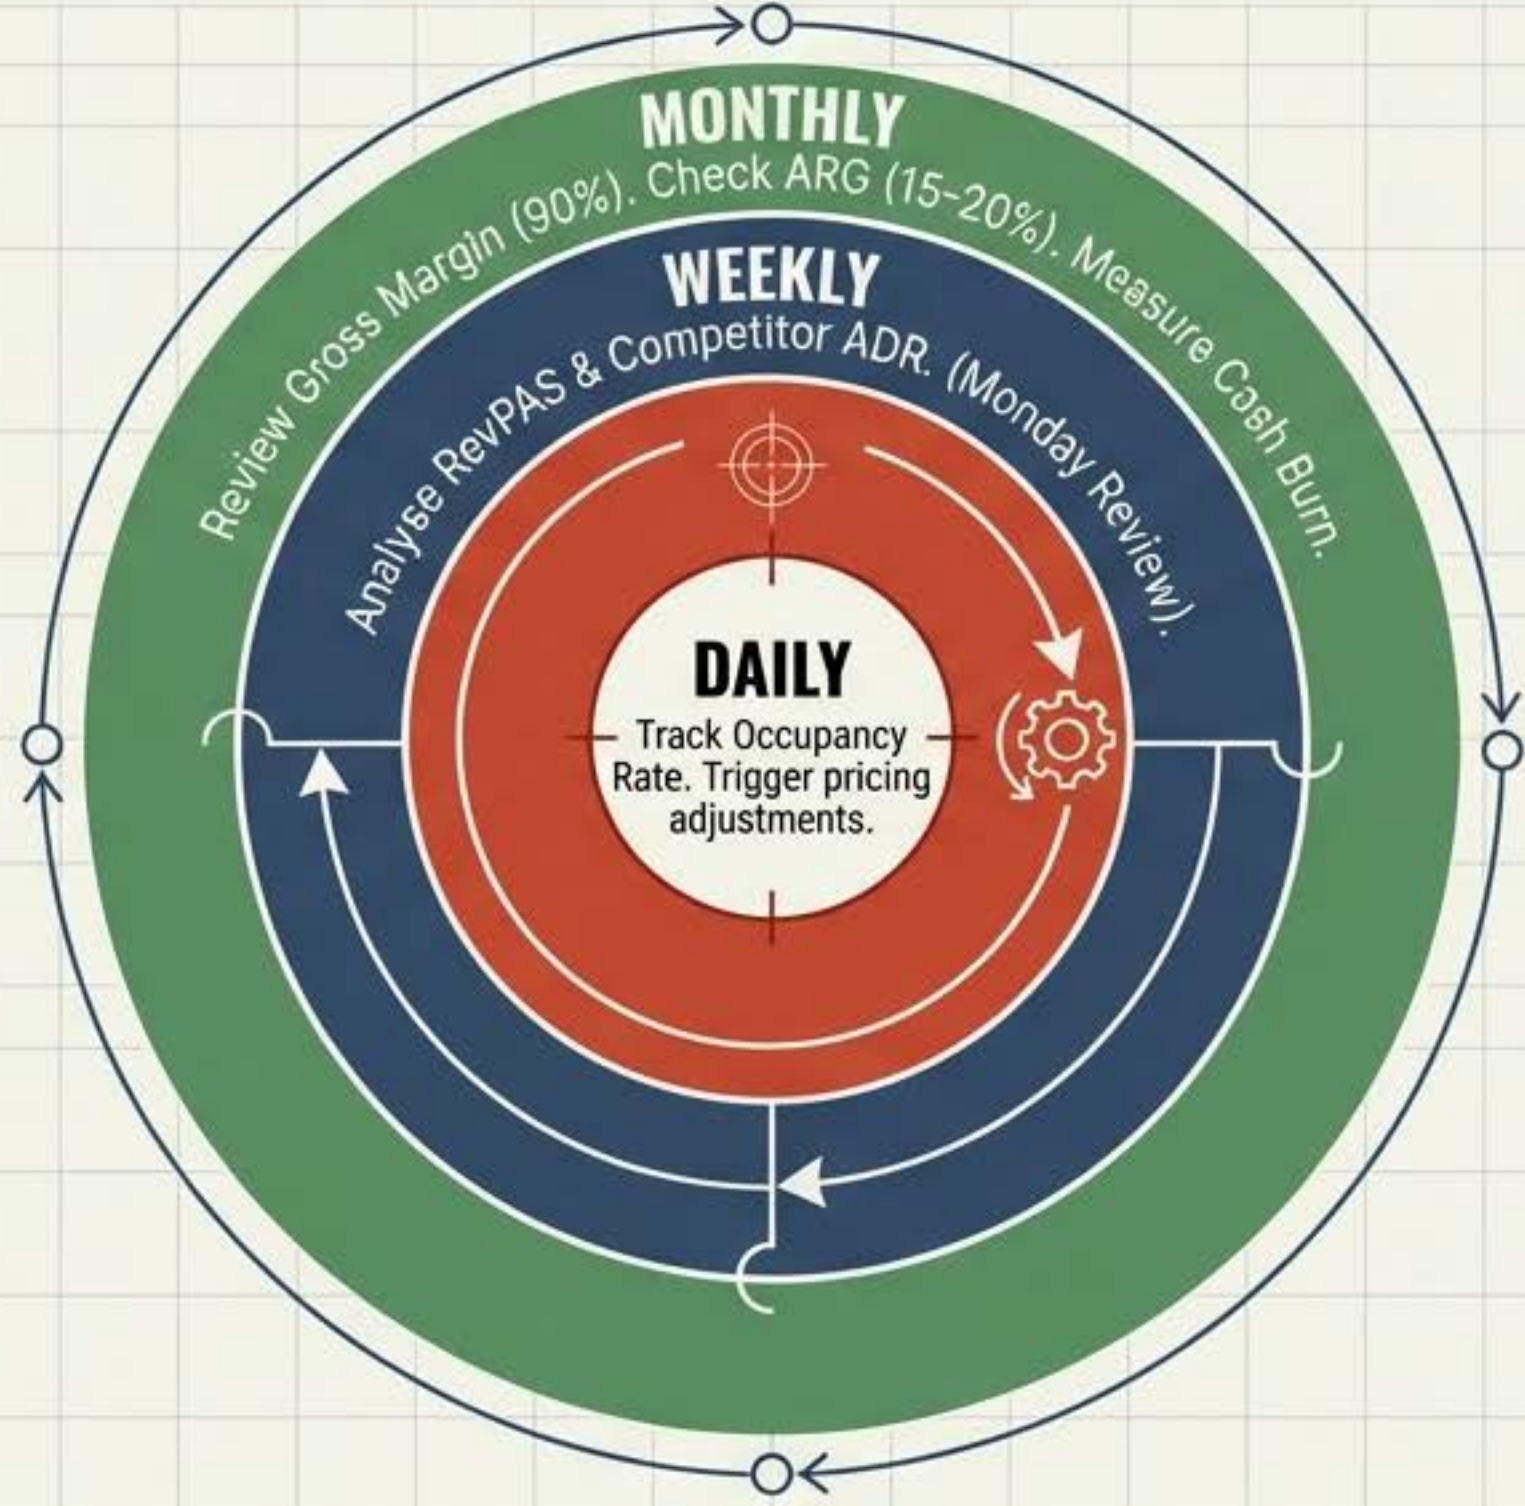 MONTHLY
Review Gross Margin (90%). Check ARG (15-20%). Measure Cash Burn.
WEEKLY
Analyse RevPAS & Competitor ADR. (Monday Review).
DAILY
Track Occupancy
Rate. Trigger pricing
adjustments.